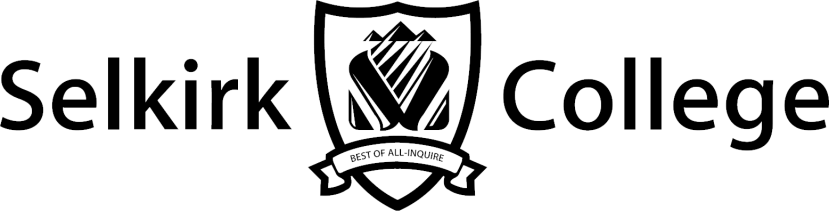 Selkirk College
BEST OF ALL-INQUIRE